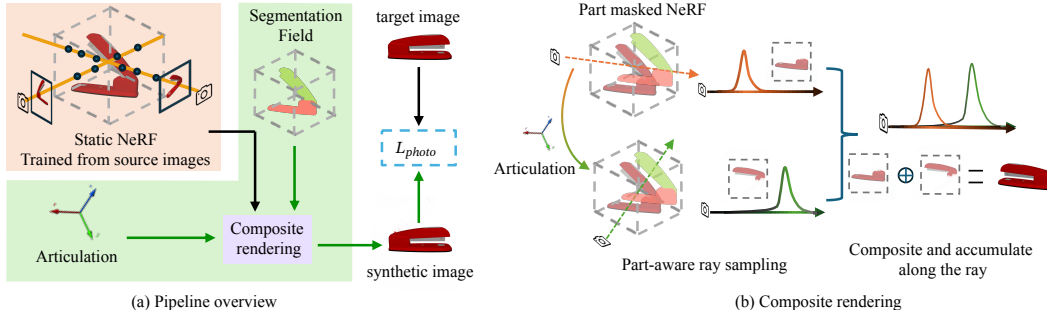 Segmentation
Field
target image
Static NeRF
Trained from source images
L_photo
Articulation
Composite
rendering
synthetic image
(a) Pipeline overview
Part masked NeRF
Articulation
Part-aware ray sampling
Composite and accumulate
along the ray
(b) Composite rendering